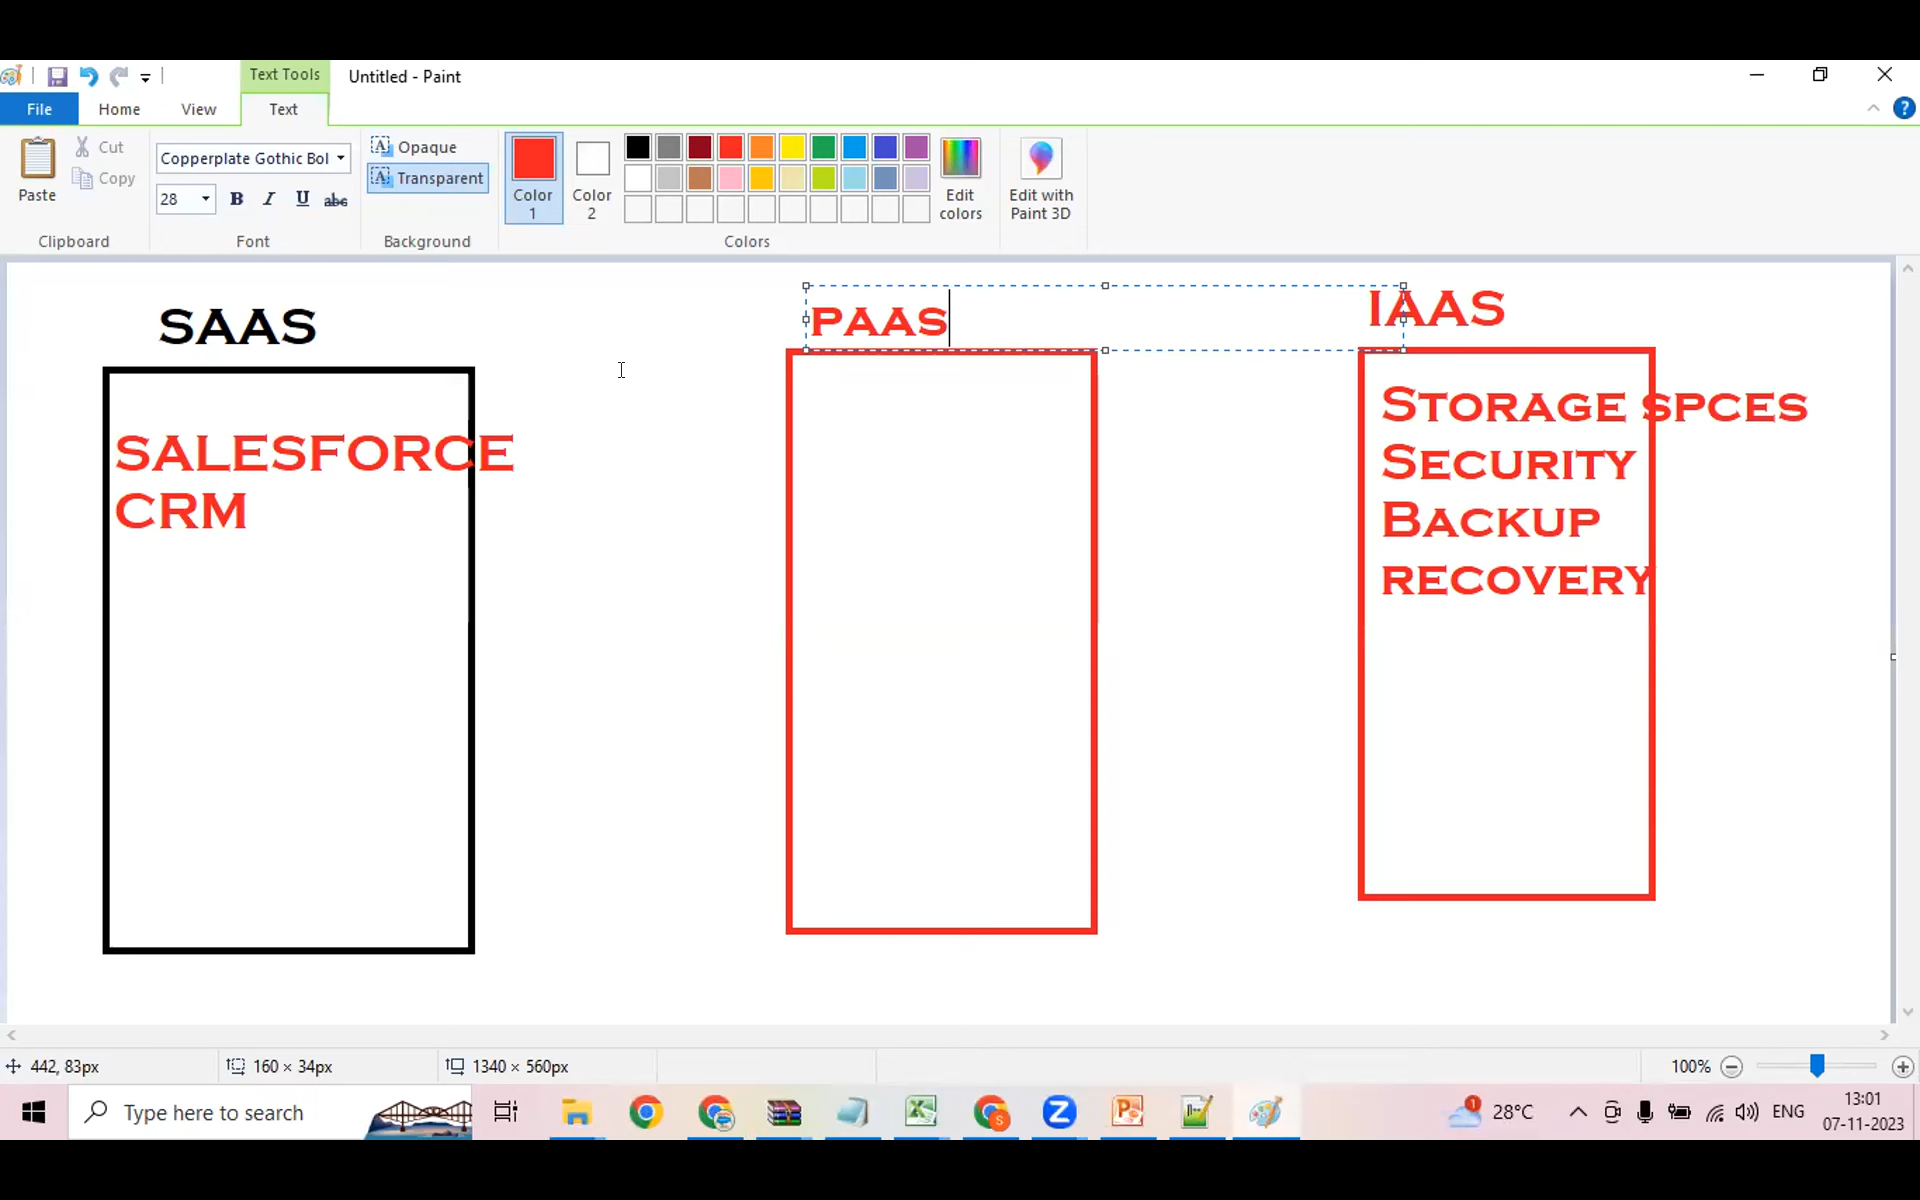 Text Tools
Untitled - Paint
File
Home
View
Text
Paste
Cut
Copy
Clipboard
Copperplate Gothic Bol
28
B
I
U
abc
Font
Opaque
Transparent
Background
Color
1
Color
2
Edit
colors
Colors
Edit with
Paint 3D
SAAS
SALESFORCE
CRM
PAAS
IAAS
Storage spces
Security
Backup
recovery
442, 83px
160 × 34px
1340 × 560px
100%
Type here to search
1
28°C
ENG
13:01
07-11-2023